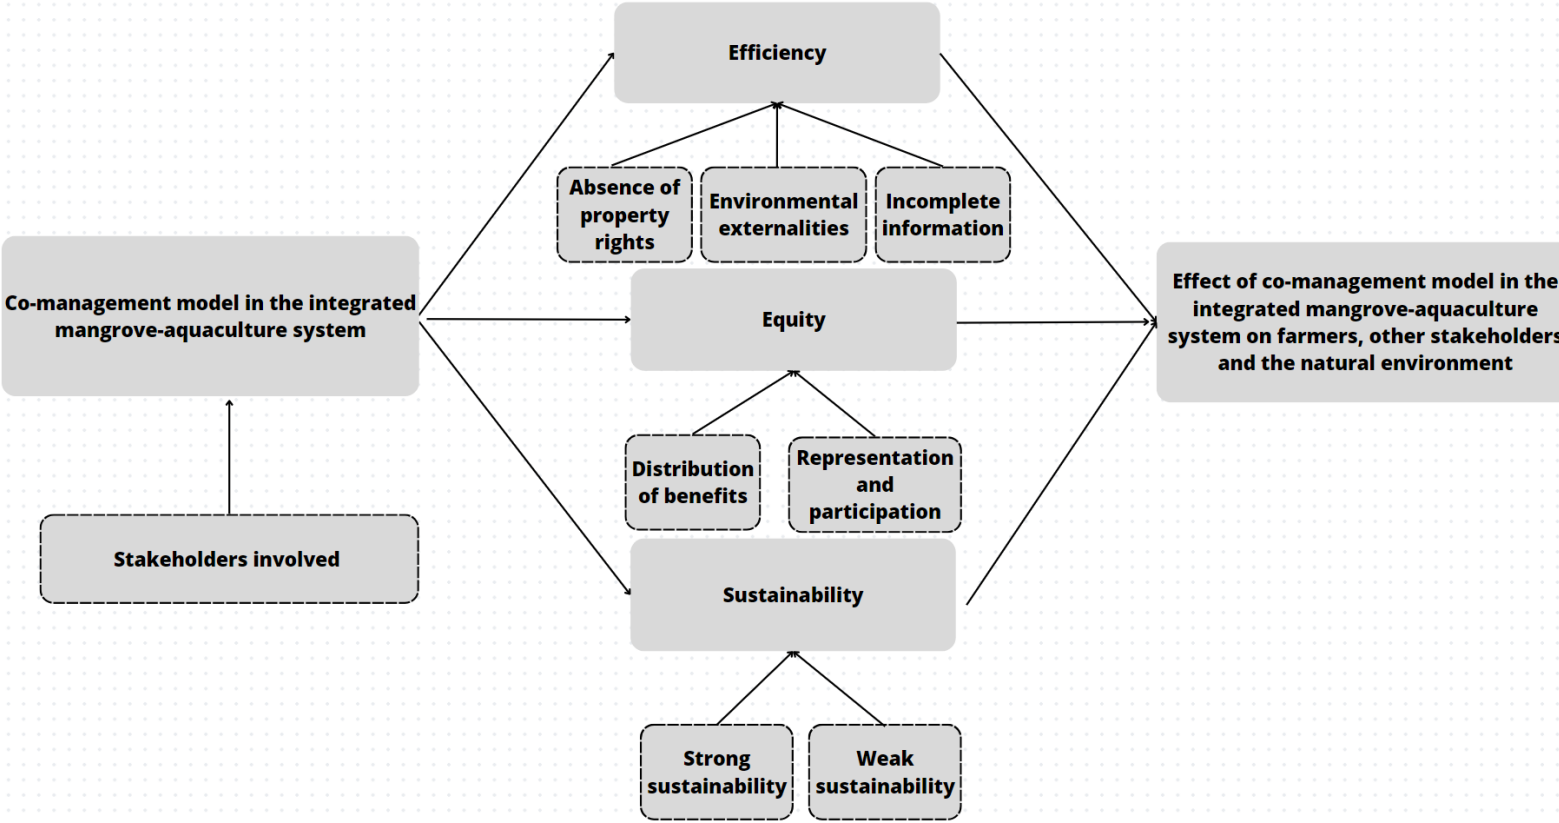 Efficiency
Absence of
property
rights
Environmental
externalities
Incomplete
information
Co-management model in the integrated
mangrove-aquaculture system
Equity
Effect of co-management model in the
integrated mangrove-aquaculture
system on farmers, other stakeholders
and the natural environment
Distribution
of benefits
Representation
and
participation
Stakeholders involved
Sustainability
Strong
sustainability
Weak
sustainability